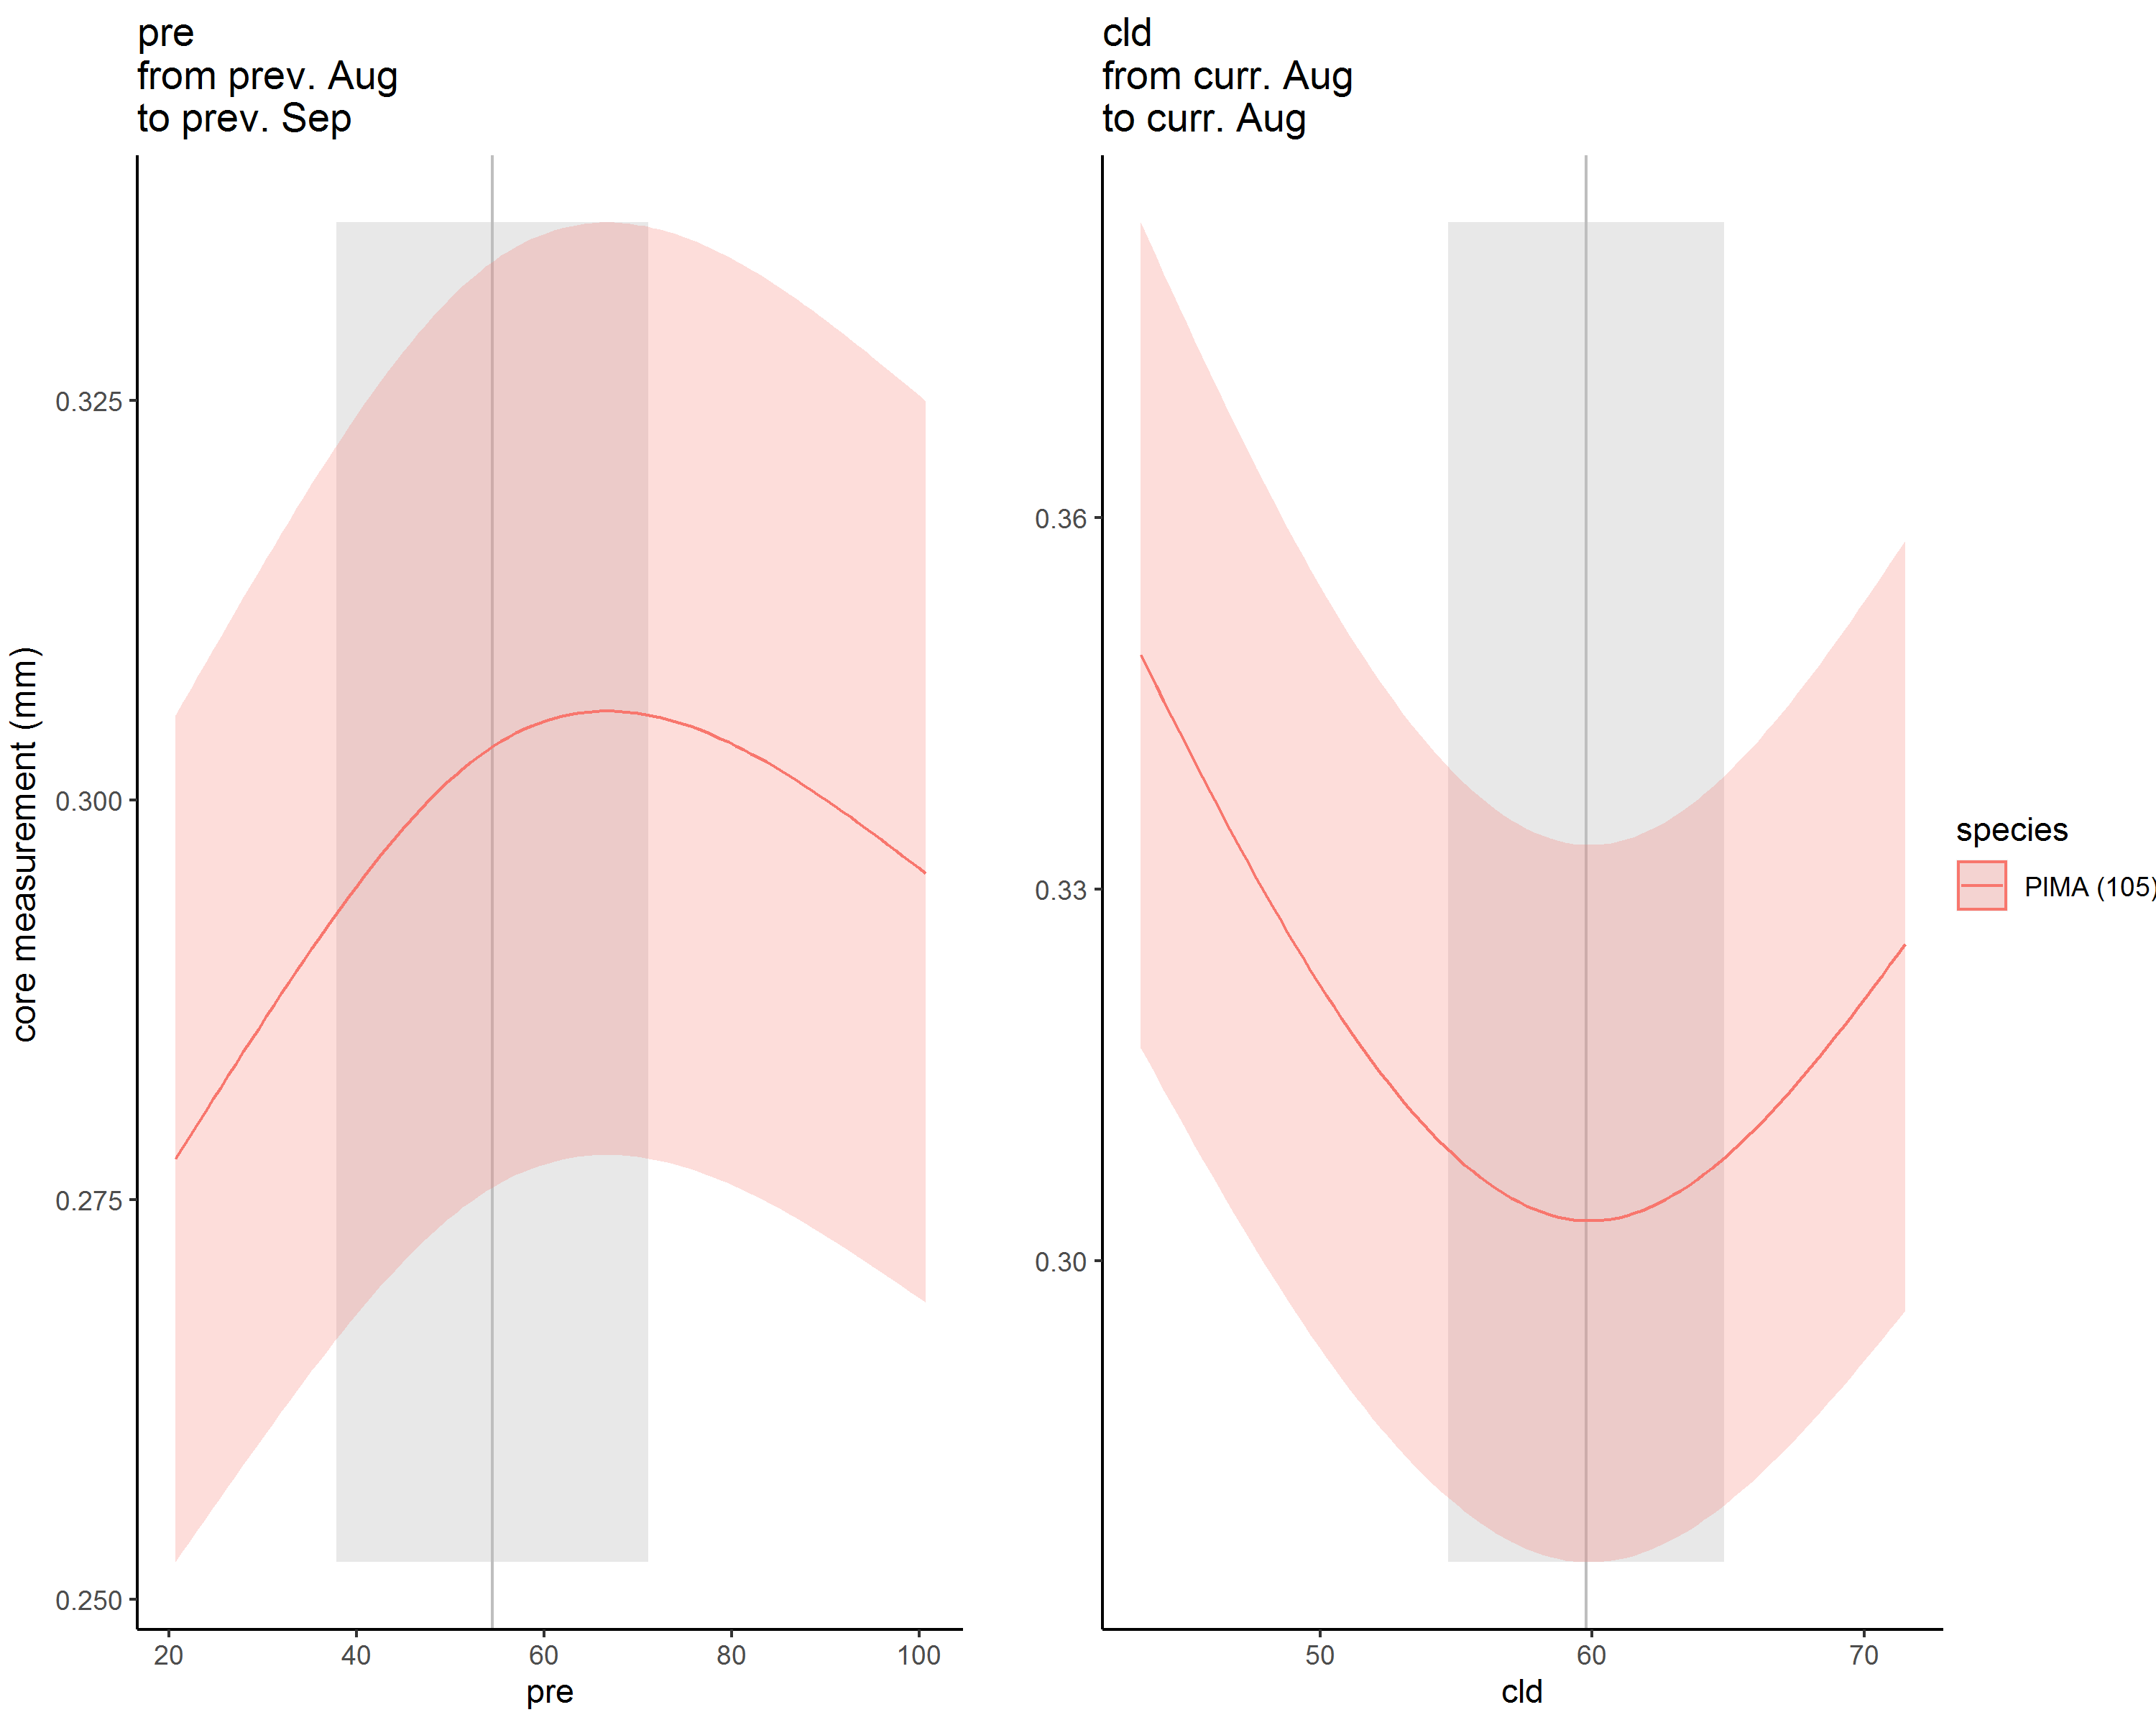 pre
from prev. Aug
to prev. Sep
cld
from curr. Aug
to curr. Aug
core measurement (mm)
0.325
0.300
0.275
0.250
20 40 60 80 100
pre
0.36
0.33
0.30
50 60 70
cld
species
PIMA (105)